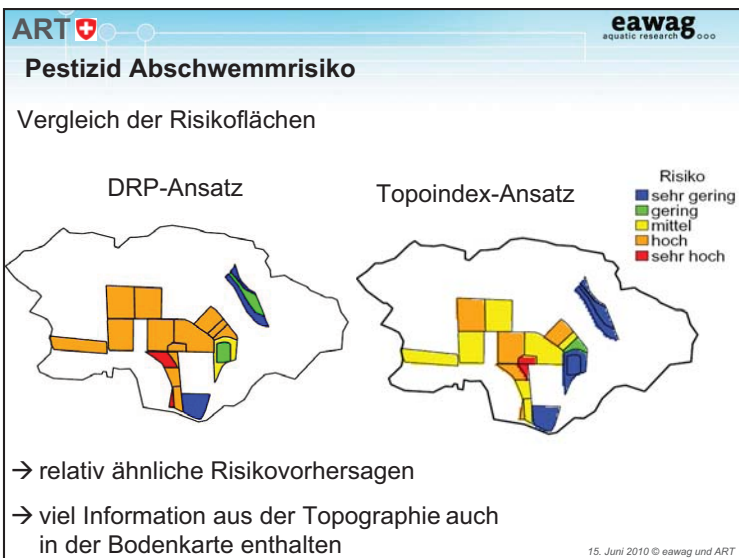 ART
eawag
aquatic research ooo
Pestizid Abschwemmrisiko
Vergleich der Risikoflächen
DRP-Ansatz
Topoindex-Ansatz
Risiko
sehr gering
gering
mittel
hoch
sehr hoch
→ relativ ähnliche Risikovorhersagen
→ viel Information aus der Topographie auch
in der Bodenkarte enthalten
15. Juni 2010 © eawag und ART